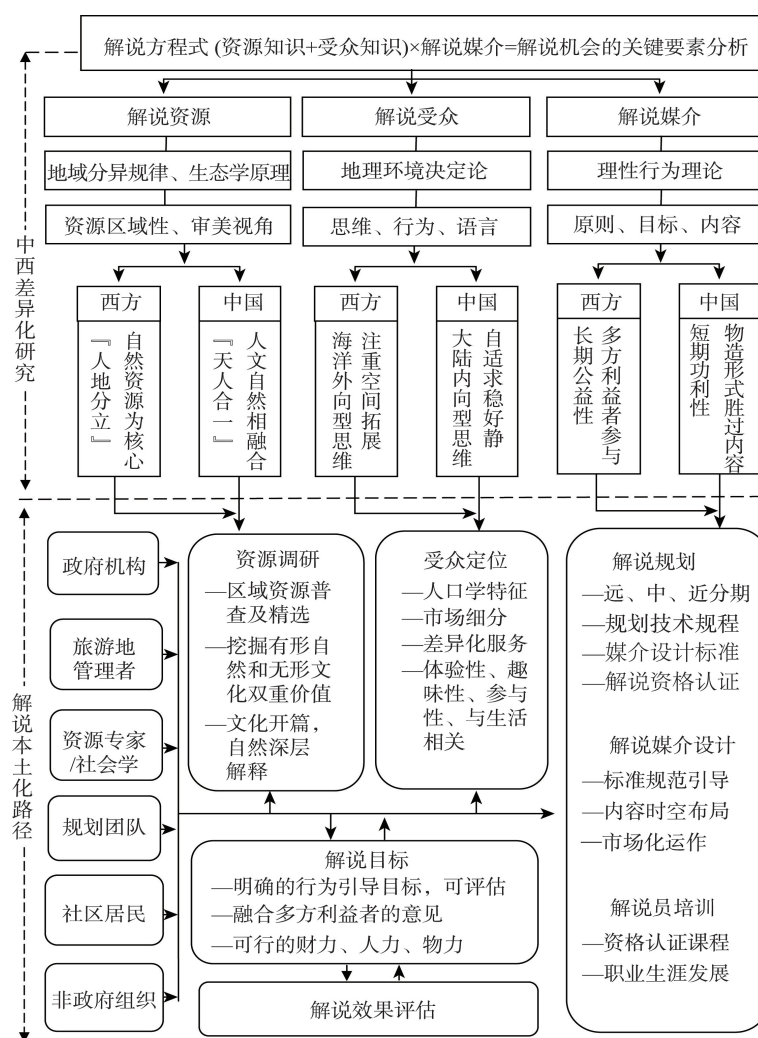 解说方程式 (资源知识+受众知识)×解说媒介=解说机会的关键要素分析
解说资源
解说受众
解说媒介
地域分异规律、生态学原理
地理环境决定论
理性行为理论
资源区域性、审美视角
思维、行为、语言
原则、目标、内容
中西差异化研究
西方
自然资源为核心
『人地分立』
中国
人文自然相融合
『天人合一』
西方
注重空间拓展
海洋外向型思维
中国
自适求稳好静
大陆内向型思维
西方
多方利益者参与
长期公益性
中国
物造形式胜过内容
短期功利性
解说本土化路径
政府机构
旅游地
管理者
资源专家
/社会学
规划团队
社区居民
非政府组织
资源调研
—区域资源普
查及精选
—挖掘有形自
然和无形文
化双重价值
—文化开篇，
自然深层
解释
受众定位
—人口学特征
—市场细分
—差异化服务
—体验性、趣
味性、参与
性、与生活
相关
解说目标
—明确的行为引导目标，可评估
—融合多方利益者的意见
—可行的财力、人力、物力
解说效果评估
解说规划
—远、中、近分期
—规划技术规程
—媒介设计标准
—解说资格认证
解说媒介设计
—标准规范引导
—内容时空布局
—市场化运作
解说员培训
—资格认证课程
—职业生涯发展